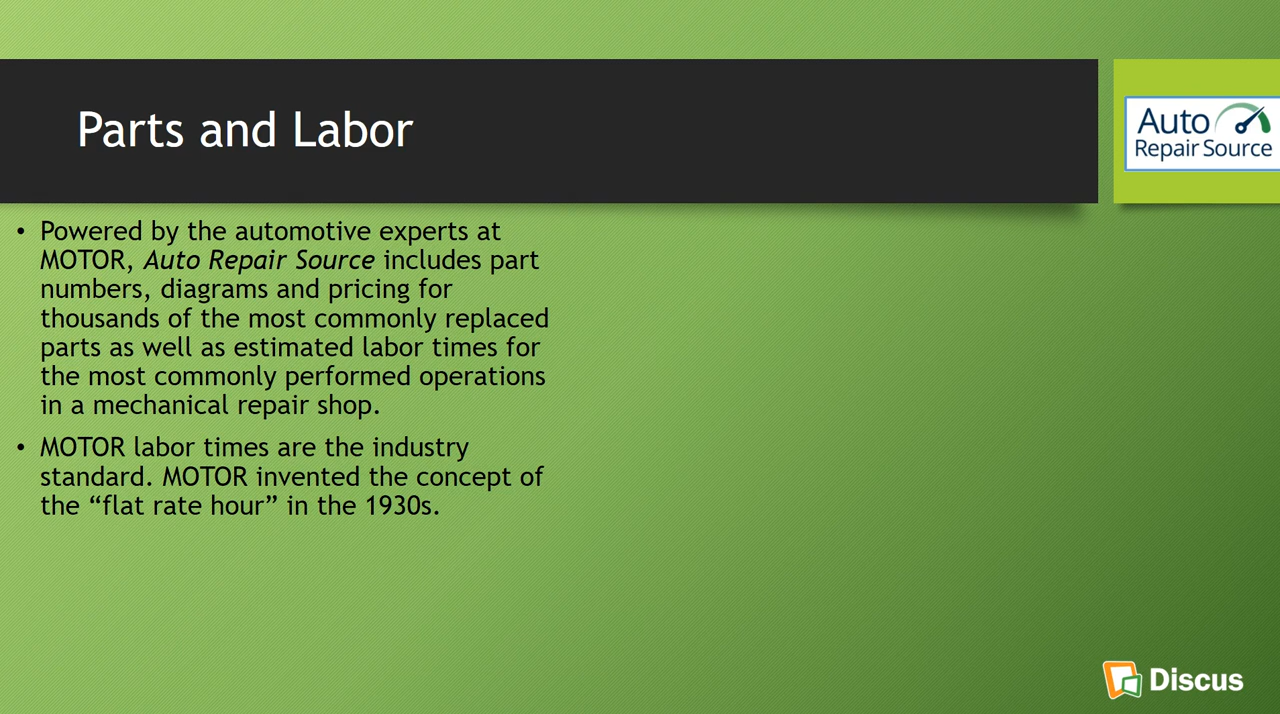 Parts and Labor
Auto
Repair Source
• Powered by the automotive experts at
MOTOR, Auto Repair Source includes part
numbers, diagrams and pricing for
thousands of the most commonly replaced
parts as well as estimated labor times for
the most commonly performed operations
in a mechanical repair shop.
• MOTOR labor times are the industry
standard. MOTOR invented the concept of
the “flat rate hour” in the 1930s.
Discus